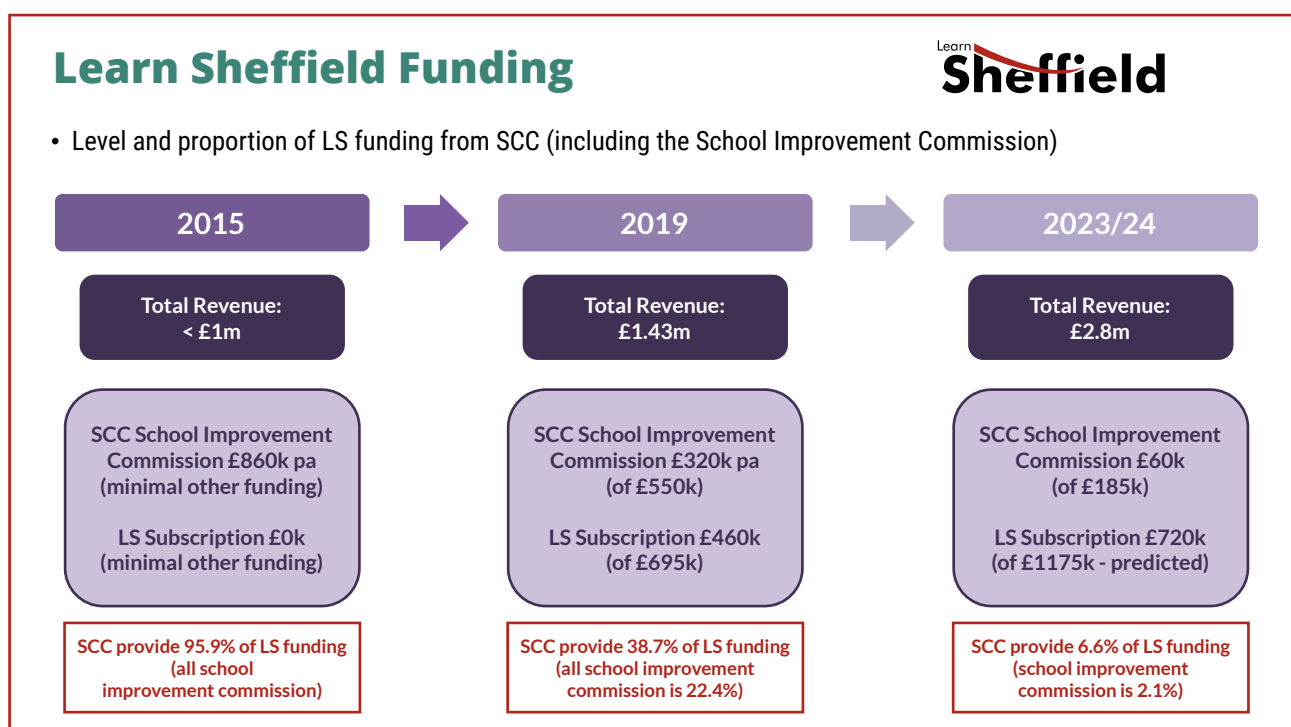 Learn Sheffield Funding
Learn
Sheffield
• Level and proportion of LS funding from SCC (including the School Improvement Commission)
2015
2019
2023/24
Total Revenue:
< £1m
Total Revenue:
£1.43m
Total Revenue:
£2.8m
SCC School Improvement
Commission £860k pa
(minimal other funding)
LS Subscription £0k
(minimal other funding)
SCC School Improvement
Commission £320k pa
(of £550k)
LS Subscription £460k
(of £695k)
SCC School Improvement
Commission £60k
(of £185k)
LS Subscription £720k
(of £1175k - predicted)
SCC provide 95.9% of LS funding
(all school
improvement commission)
SCC provide 38.7% of LS funding
(all school improvement
commission is 22.4%)
SCC provide 6.6% of LS funding
(school improvement
commission is 2.1%)